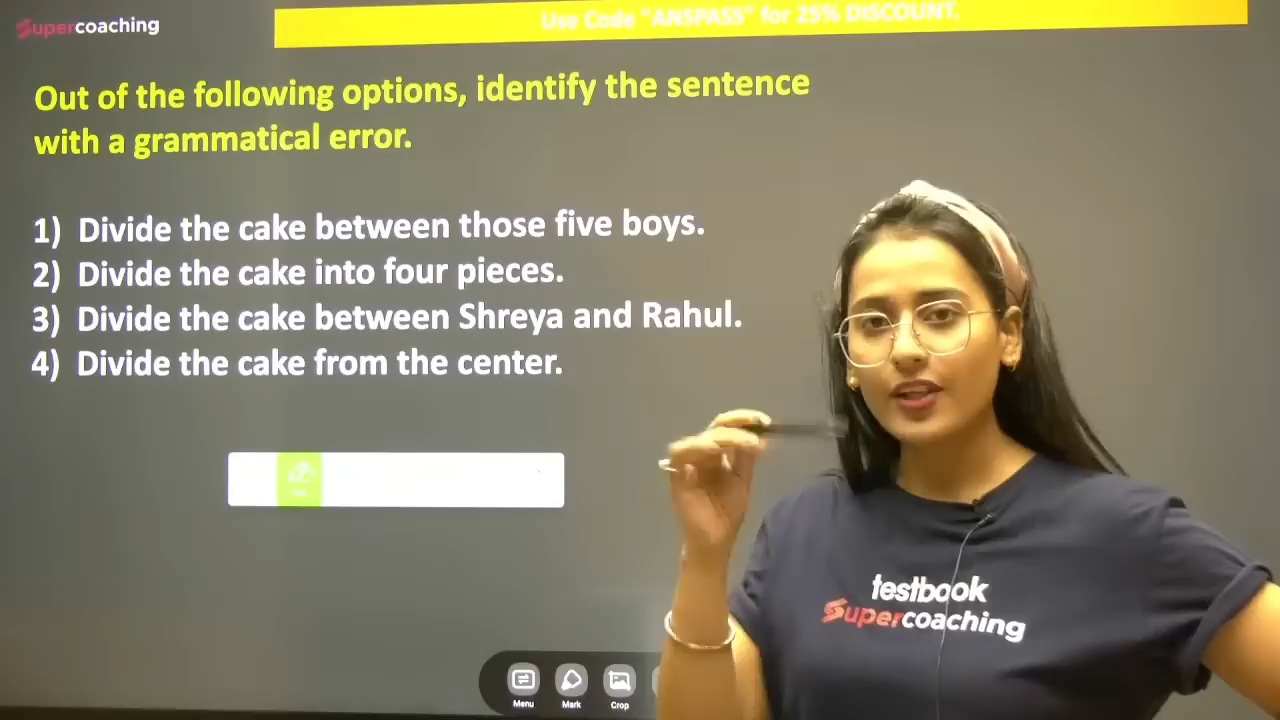 Supercoaching
Use Code "ANSPASS" for 25% DISCOUNT.
Out of the following options, identify the sentence
with a grammatical error.
1) Divide the cake between those five boys.
2) Divide the cake into four pieces.
3) Divide the cake between Shreya and Rahul.
4) Divide the cake from the center.
testbook
Supercoaching
Menu Mark Crop